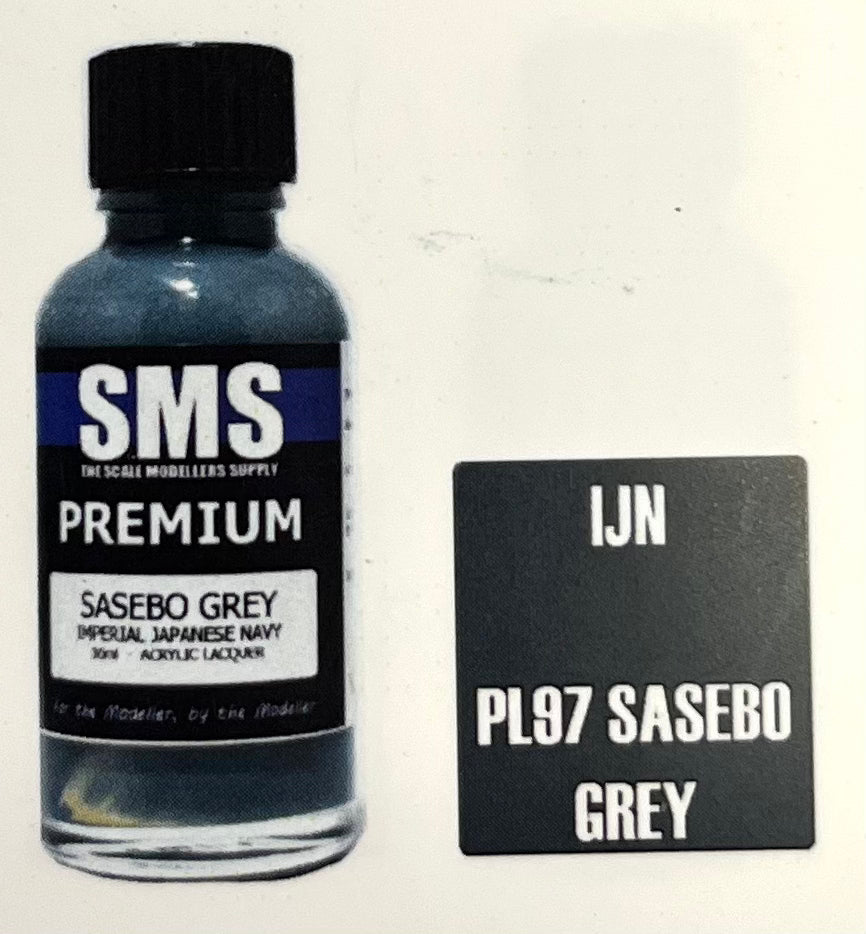 SMS
THE SCALE MODELLERS SUPPLY
PREMIUM
SASEBO GREY
IMPERIAL JAPANESE NAVY
30ml - ACRYLIC LACQUER
for the Modeller, by the Modeller
IJN
PL97 SASEBO
GREY